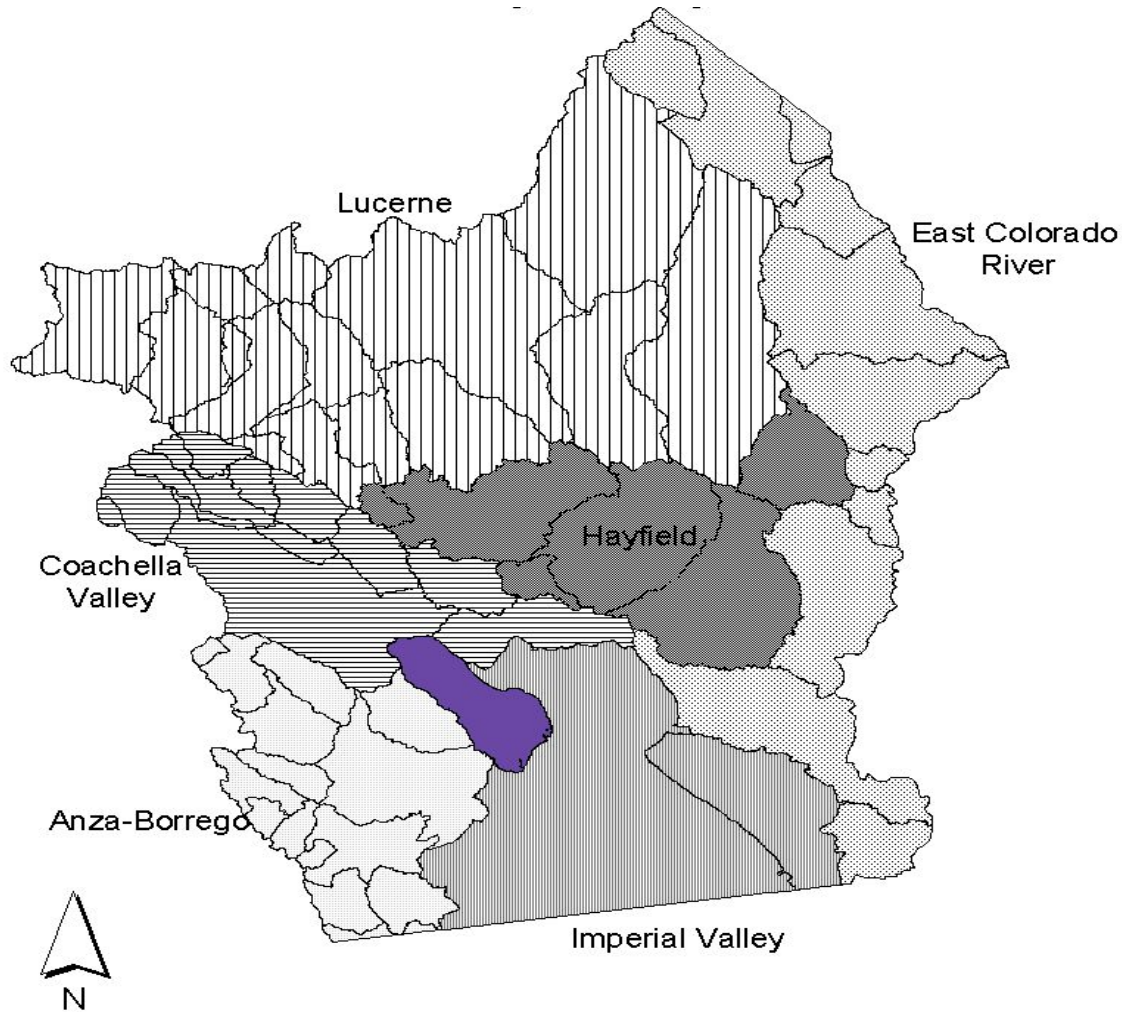 Lucerne
East Colorado
River
Hayfield
Coachella
Valley
Anza-Borrego
Imperial Valley
N